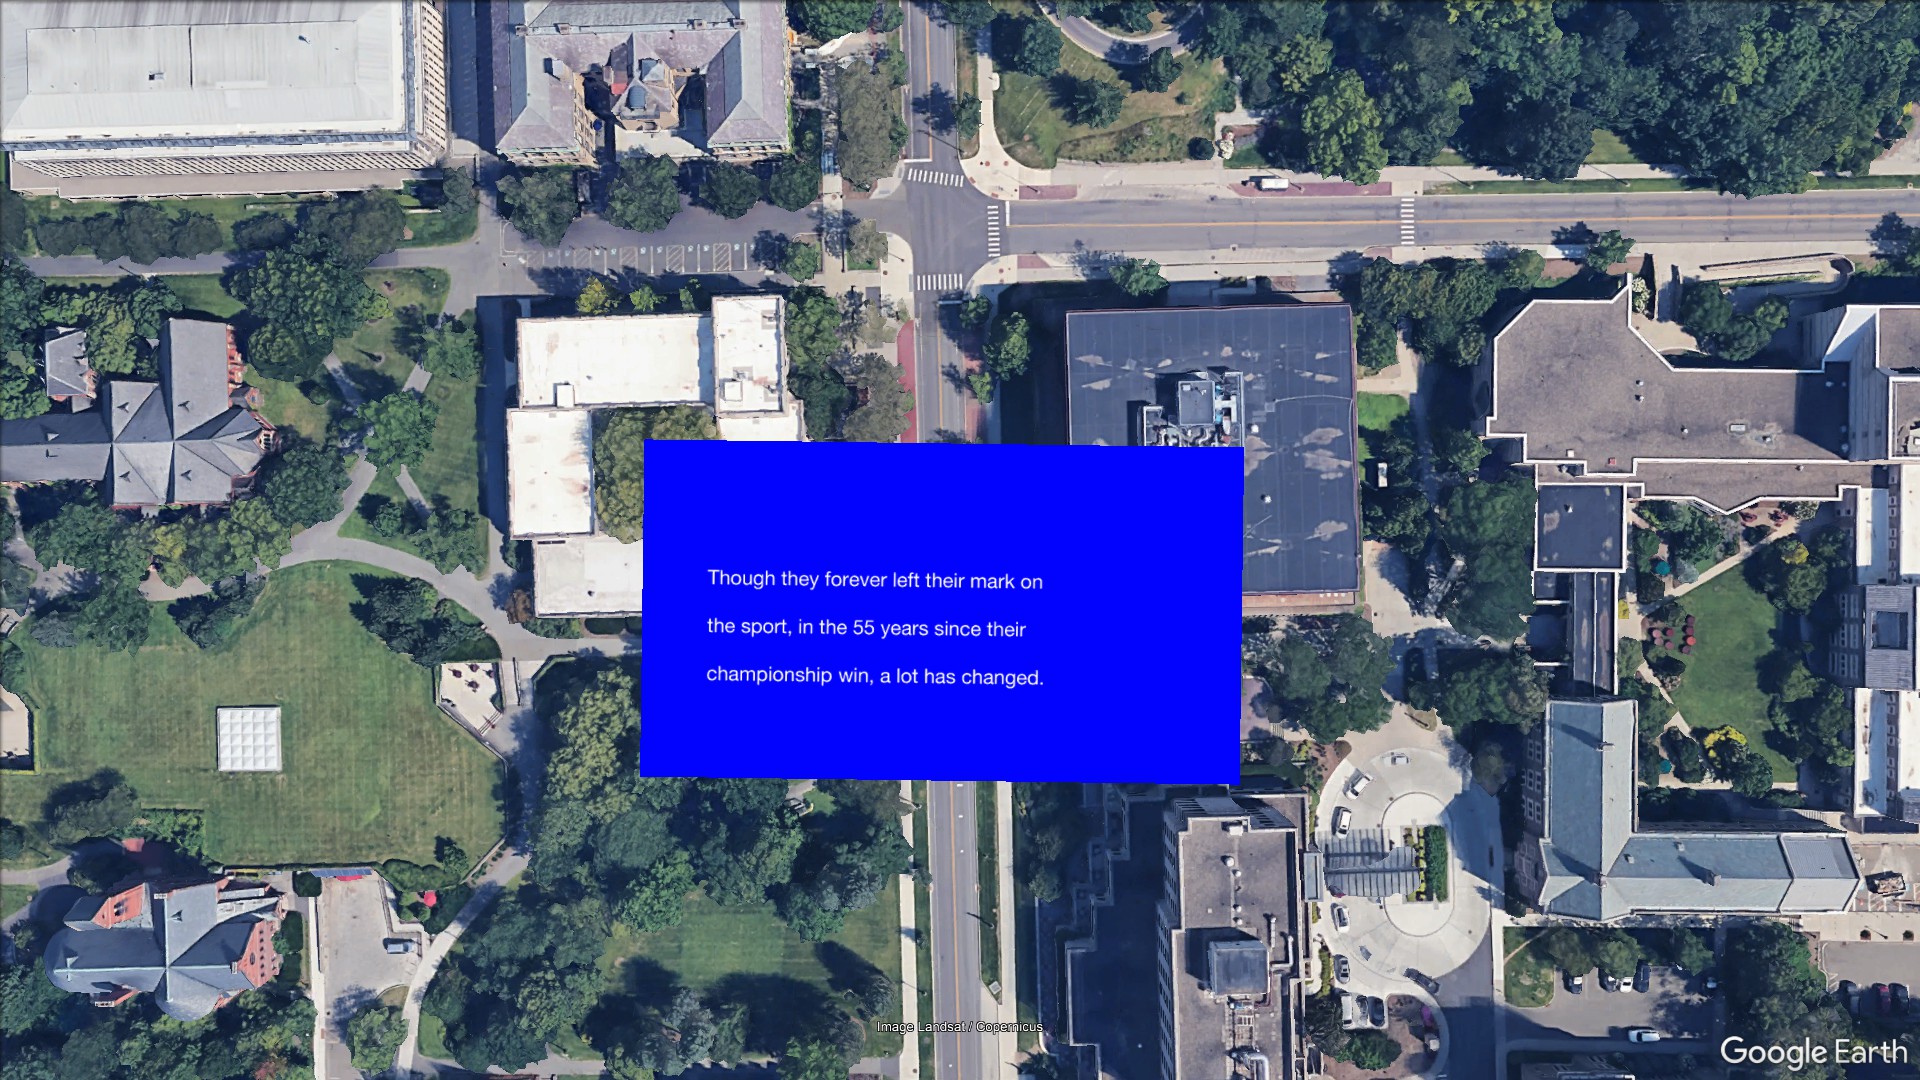 Though they forever left their mark on
the sport, in the 55 years since their
championship win, a lot has changed.
Image Landsat / Copernicus
Google Earth